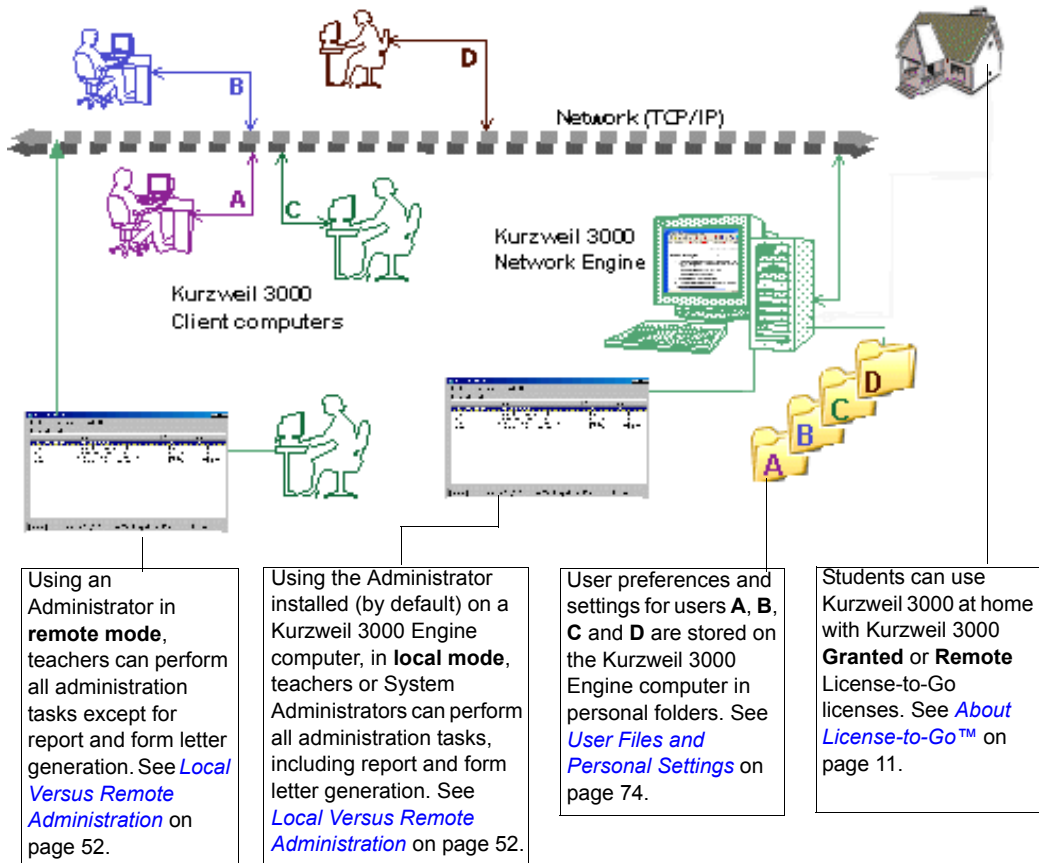 B
D
Network (TCP/IP)
A
C
Kurzweil 3000
Network Engine
Kurzweil 3000
Client computers
D
C
B
A
Using an
Administrator in
remote mode,
teachers can perform
all administration
tasks except for
report and form letter
generation. See Local
Versus Remote
Administration on
page 52.
Using the Administrator
installed (by default) on a
Kurzweil 3000 Engine
computer, in local mode,
teachers or System
Administrators can perform
all administration tasks,
including report and form
letter generation. See
Local Versus Remote
Administration on page 52.
User preferences and
settings for users A, B,
C and D are stored on
the Kurzweil 3000
Engine computer in
personal folders. See
User Files and
Personal Settings on
page 74.
Students can use
Kurzweil 3000 at home
with Kurzweil 3000
Granted or Remote
License-to-Go
licenses. See About
License-to-Go™ on
page 11.